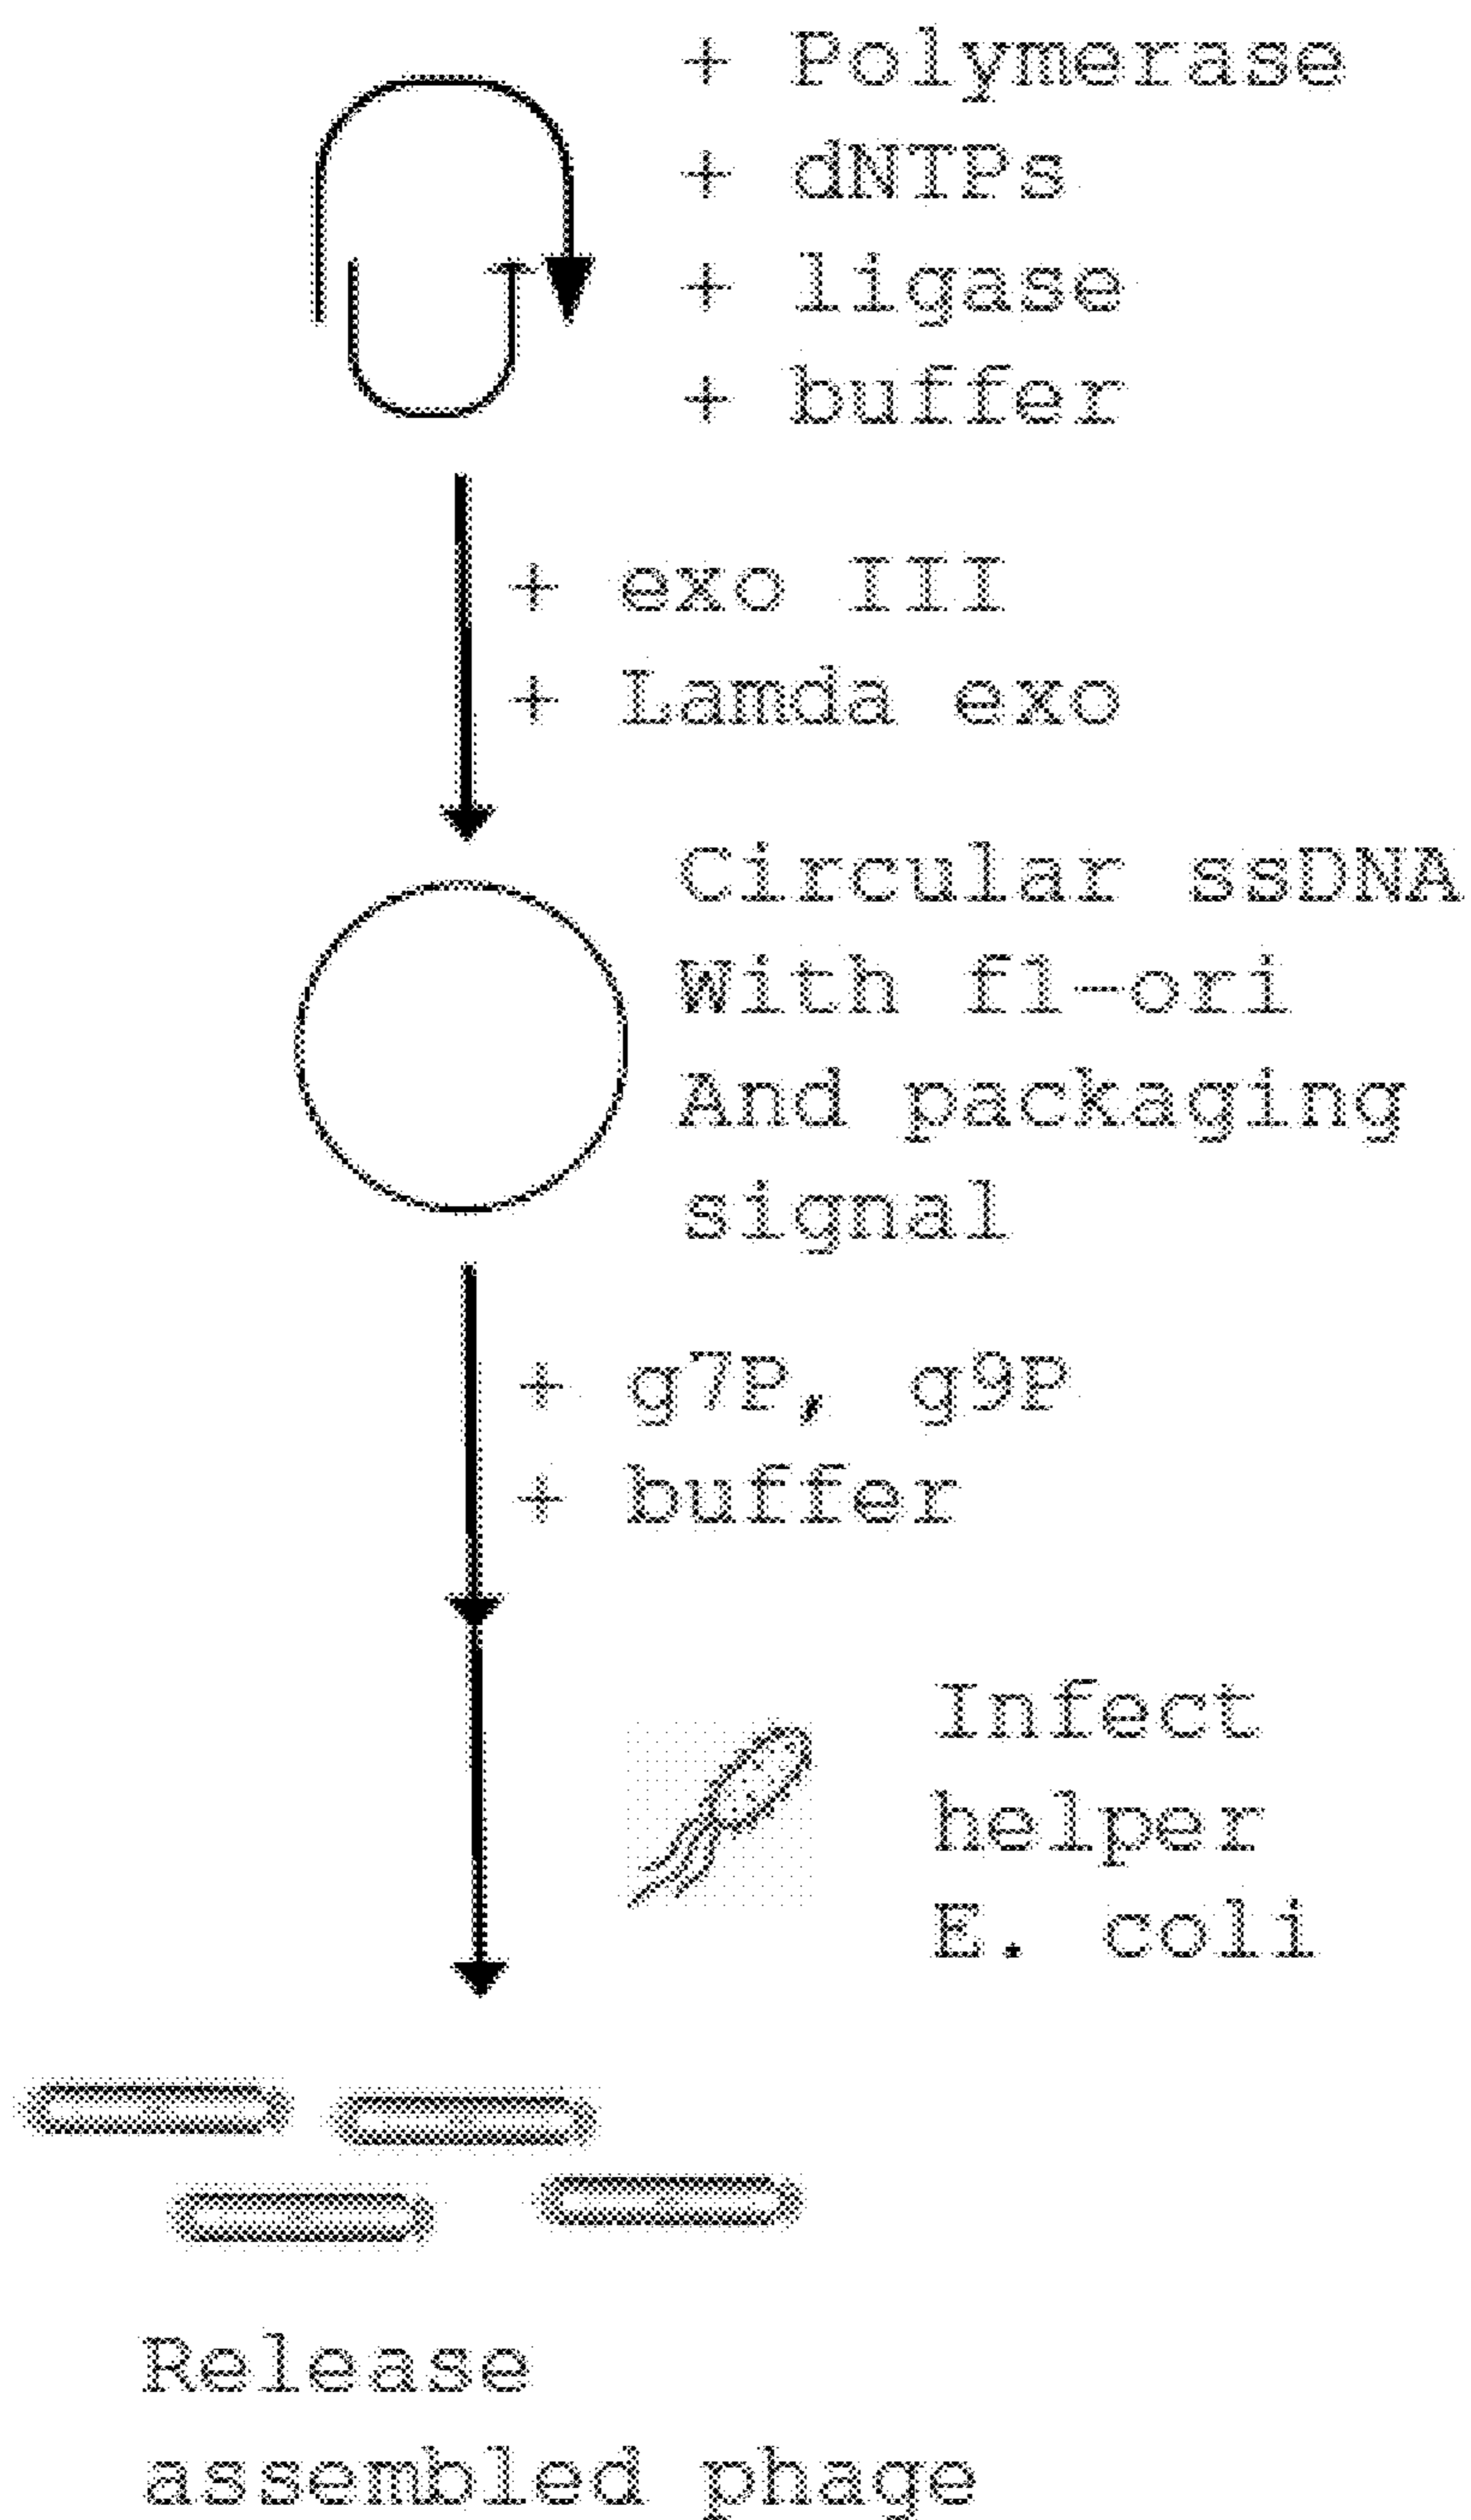 + Polymerase
+ dNTPs
+ ligase
+ buffer
+ exo III
+ Lamda exo
Circular ssDNA
With f1-ori
And packaging
signal
+ g7P, g9P
+ buffer
Infect
helper
E. coli
Release
assembled phage